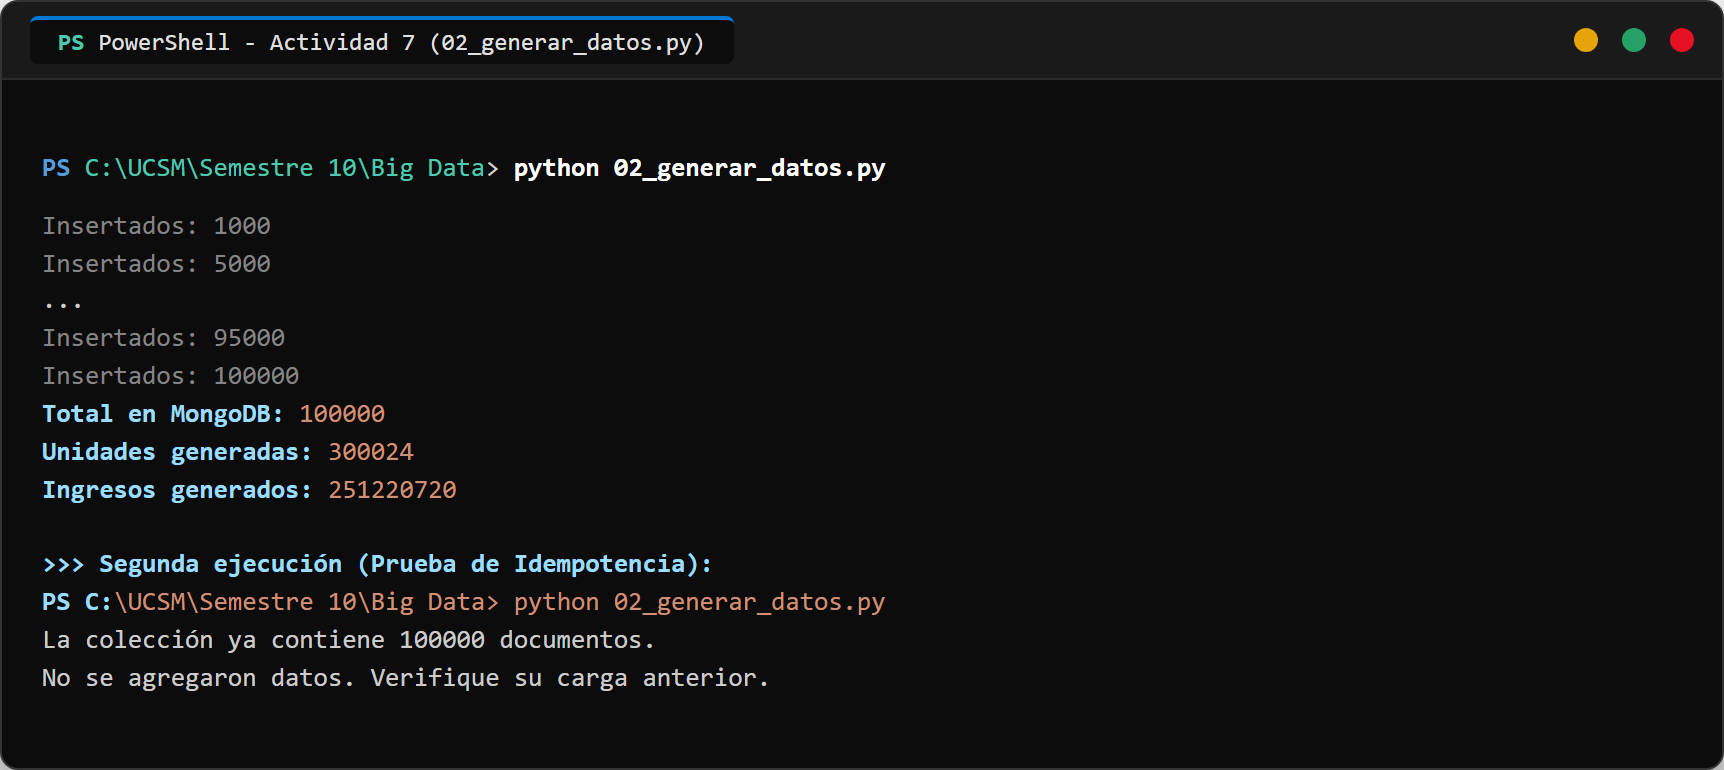 PS PowerShell - Actividad 7 (02_generar_datos.py)
PS C:\UCSM\Semestre 10\Big Data> python 02_generar_datos.py
Insertados: 1000
Insertados: 5000
...
Insertados: 95000
Insertados: 100000
Total en MongoDB: 100000
Unidades generadas: 300024
Ingresos generados: 251220720
>>> Segunda ejecución (Prueba de Idempotencia):
PS C:\UCSM\Semestre 10\Big Data> python 02_generar_datos.py
La colección ya contiene 100000 documentos.
No se agregaron datos. Verifique su carga anterior.